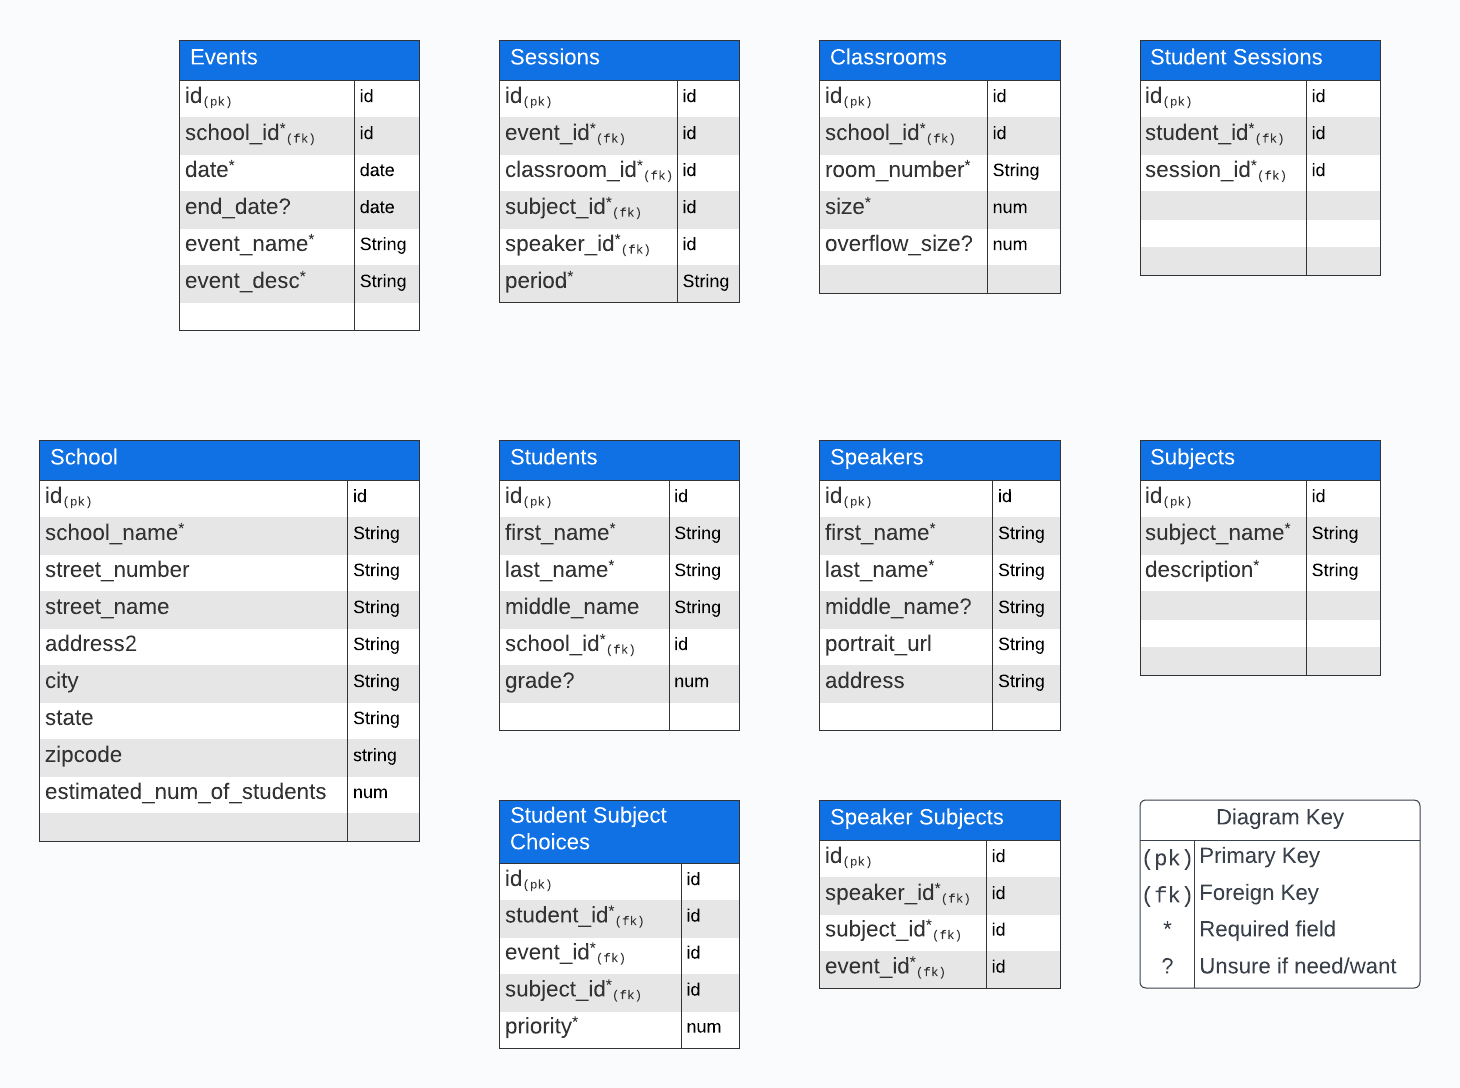 Events
id(pk) id
school_id*(fk) id
date* date
end_date? date
event_name* String
event_desc* String
Sessions
id(pk) id
event_id*(fk) id
classroom_id*(fk) id
subject_id*(fk) id
speaker_id*(fk) id
period* String
Classrooms
id(pk) id
school_id*(fk) id
room_number* String
size* num
overflow_size? num
Student Sessions
id(pk) id
student_id*(fk) id
session_id*(fk) id
School
id(pk) id
school_name* String
street_number String
street_name String
address2 String
city String
state String
zipcode string
estimated_num_of_students num
Students
id(pk) id
first_name* String
last_name* String
middle_name String
school_id*(fk) id
grade? num
Speakers
id(pk) id
first_name* String
last_name* String
middle_name? String
portrait_url String
address String
Subjects
id(pk) id
subject_name* String
description* String
Student Subject
Choices
id(pk) id
student_id*(fk) id
event_id*(fk) id
subject_id*(fk) id
priority* num
Speaker Subjects
id(pk) id
speaker_id*(fk) id
subject_id*(fk) id
event_id*(fk) id
Diagram Key
(pk) Primary Key
(fk) Foreign Key
* Required field
? Unsure if need/want